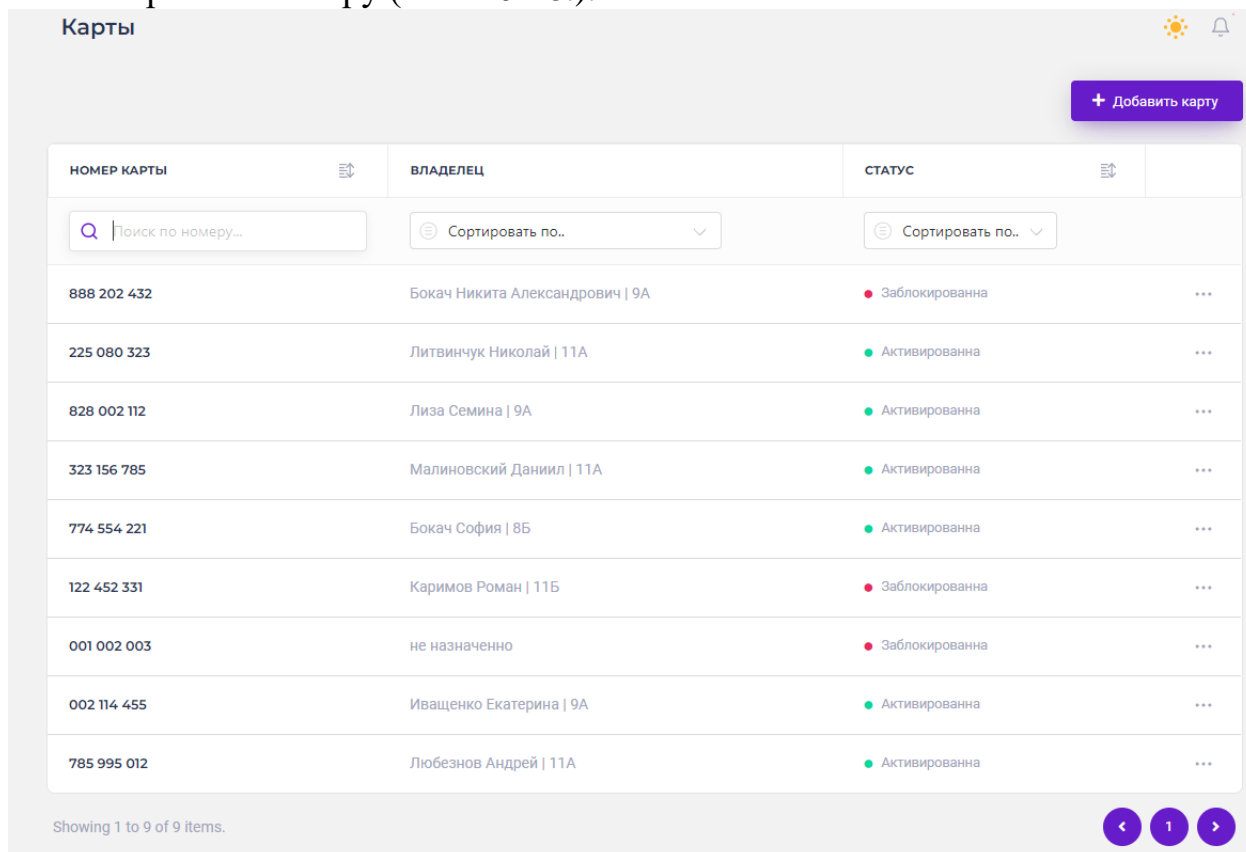 Карты
+ Добавить карту
НОМЕР КАРТЫ ВЛАДЕЛЕЦ СТАТУС
Поиск по номеру... Сортировать по.. Сортировать по..
888 202 432 Бокач Никита Александрович | 9А Заблокированна ...
225 080 323 Литвинчук Николай | 11А Активированна ...
828 002 112 Лиза Семина | 9А Активированна ...
323 156 785 Малиновский Даниил | 11А Активированна ...
774 554 221 Бокач София | 8Б Активированна ...
122 452 331 Каримов Роман | 11Б Заблокированна ...
001 002 003 не назначенно Заблокированна ...
002 114 455 Иващенко Екатерина | 9А Активированна ...
785 995 012 Любезнов Андрей | 11А Активированна ...
Showing 1 to 9 of 9 items. < 1 >